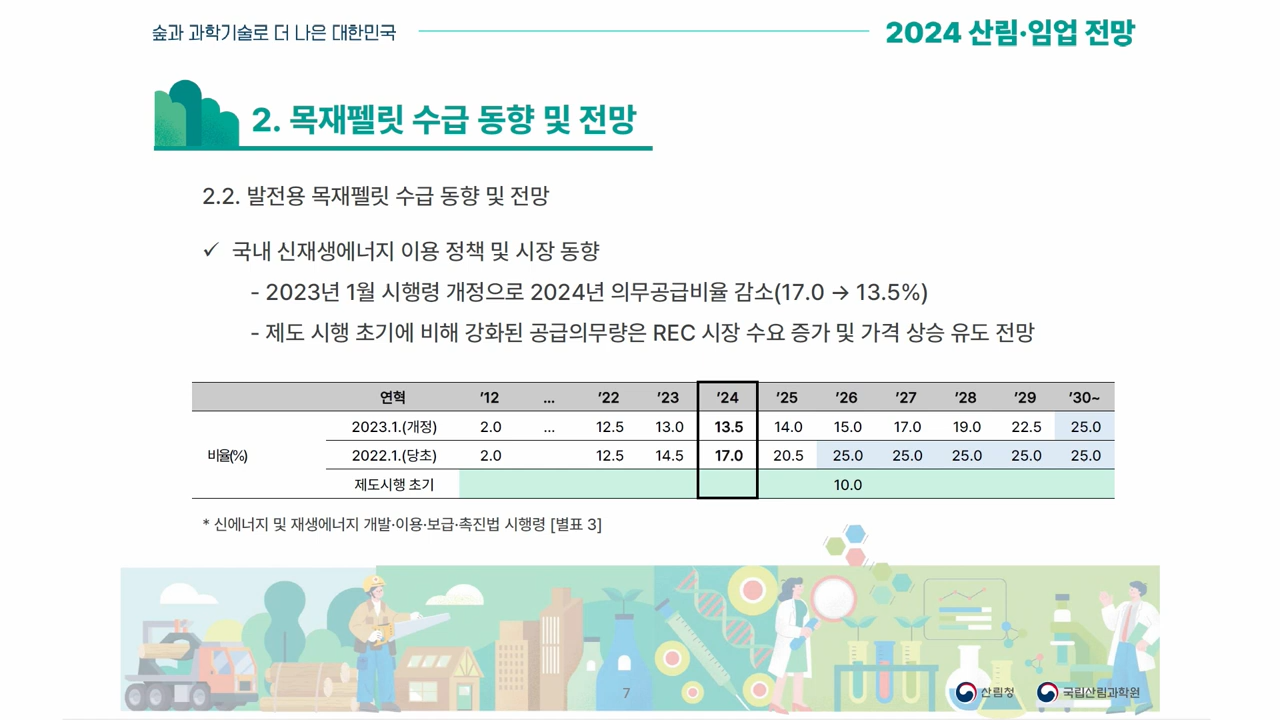 숲과 과학기술로 더 나은 대한민국
2024 산림·임업 전망
2. 목재펠릿 수급 동향 및 전망
2.2. 발전용 목재펠릿 수급 동향 및 전망
✓ 국내 신재생에너지 이용 정책 및 시장 동향
- 2023년 1월 시행령 개정으로 2024년 의무공급비율 감소(17.0 → 13.5%)
- 제도 시행 초기에 비해 강화된 공급의무량은 REC 시장 수요 증가 및 가격 상승 유도 전망
연혁 ’12 ... ’22 ’23 ’24 ’25 ’26 ’27 ’28 ’29 ’30~
2023.1.(개정) 2.0 ... 12.5 13.0 13.5 14.0 15.0 17.0 19.0 22.5 25.0
비율(%) 2022.1.(당초) 2.0 12.5 14.5 17.0 20.5 25.0 25.0 25.0 25.0 25.0
제도시행 초기 10.0
* 신에너지 및 재생에너지 개발·이용·보급·촉진법 시행령 [별표 3]
7
산림청
국립산림과학원